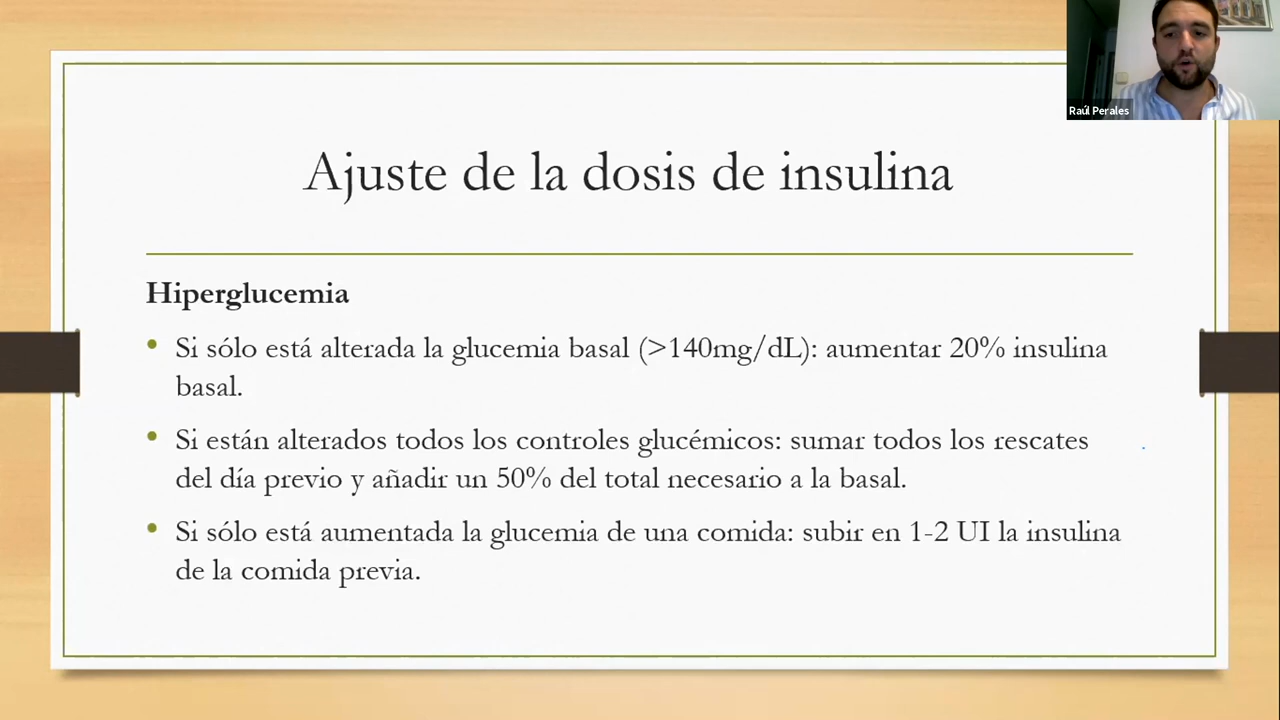 Raúl Perales
Ajuste de la dosis de insulina
Hiperglucemia
• Si sólo está alterada la glucemia basal (>140mg/dL): aumentar 20% insulina
basal.
• Si están alterados todos los controles glucémicos: sumar todos los rescates
del día previo y añadir un 50% del total necesario a la basal.
• Si sólo está aumentada la glucemia de una comida: subir en 1-2 UI la insulina
de la comida previa.